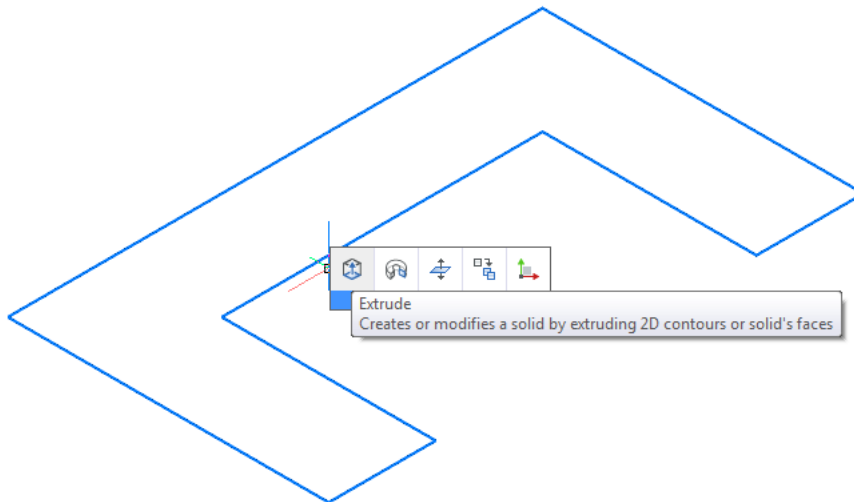 Extrude
Creates or modifies a solid by extruding 2D contours or solid's faces